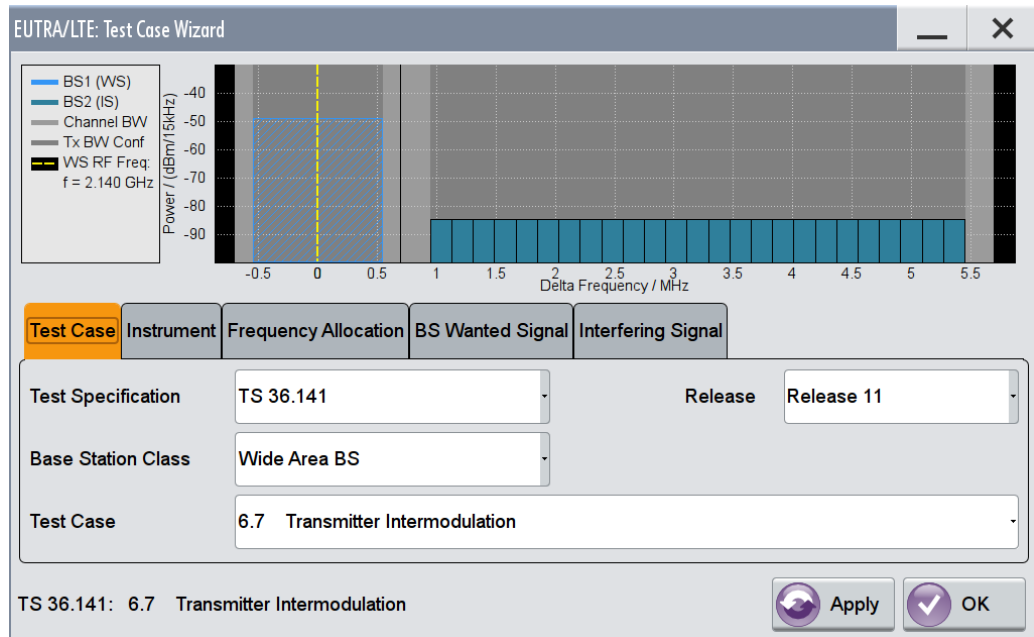 EUTRA/LTE: Test Case Wizard
BS1 (WS)
BS2 (IS)
Channel BW
Tx BW Conf
WS RF Freq:
f = 2.140 GHz
Power / (dBm/15kHz)
-40
-50
-60
-70
-80
-90
-0.5 0 0.5 1 1.5 2 2.5 3 3.5 4 4.5 5 5.5
Delta Frequency / MHz
Test Case Instrument Frequency Allocation BS Wanted Signal Interfering Signal
Test Specification TS 36.141 Release Release 11
Base Station Class Wide Area BS
Test Case 6.7 Transmitter Intermodulation
TS 36.141: 6.7 Transmitter Intermodulation Apply OK